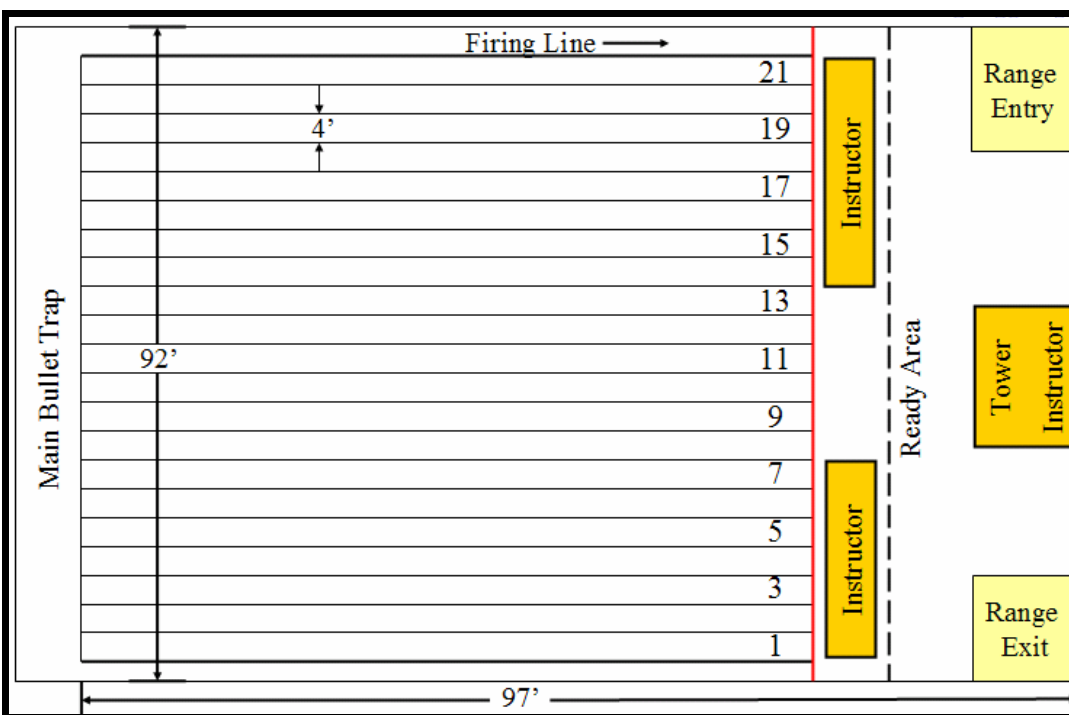 Firing Line
21
Range
Entry
4’
19
Instructor
17
15
13
Main Bullet Trap
92’
11
Ready Area
Tower
Instructor
9
7
5
Instructor
3
Range
Exit
1
97’